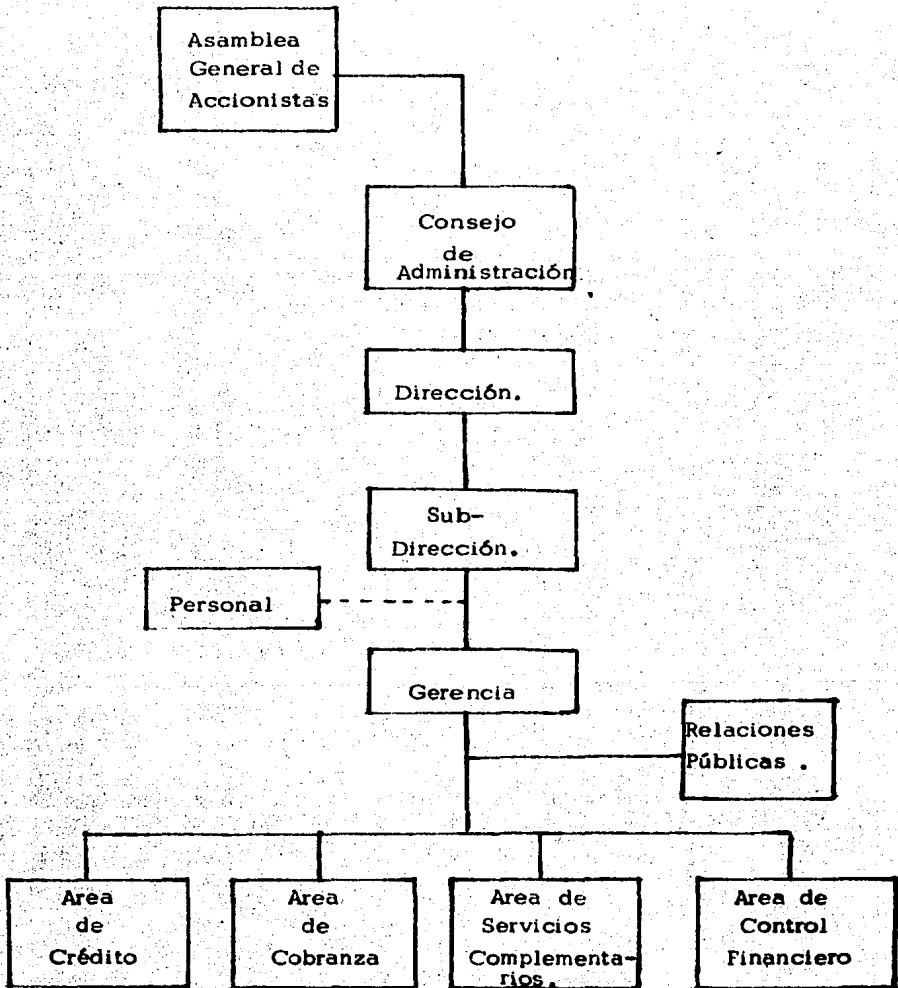 Asamblea
General de
Accionistas
Consejo
de
Administración
Dirección.
Sub-
Dirección.
Personal
Gerencia
Relaciones
Públicas .
Area
de
Crédito
Area
de
Cobranza
Area de
Servicios
Complementa-
rios.
Area de
Control
Financiero